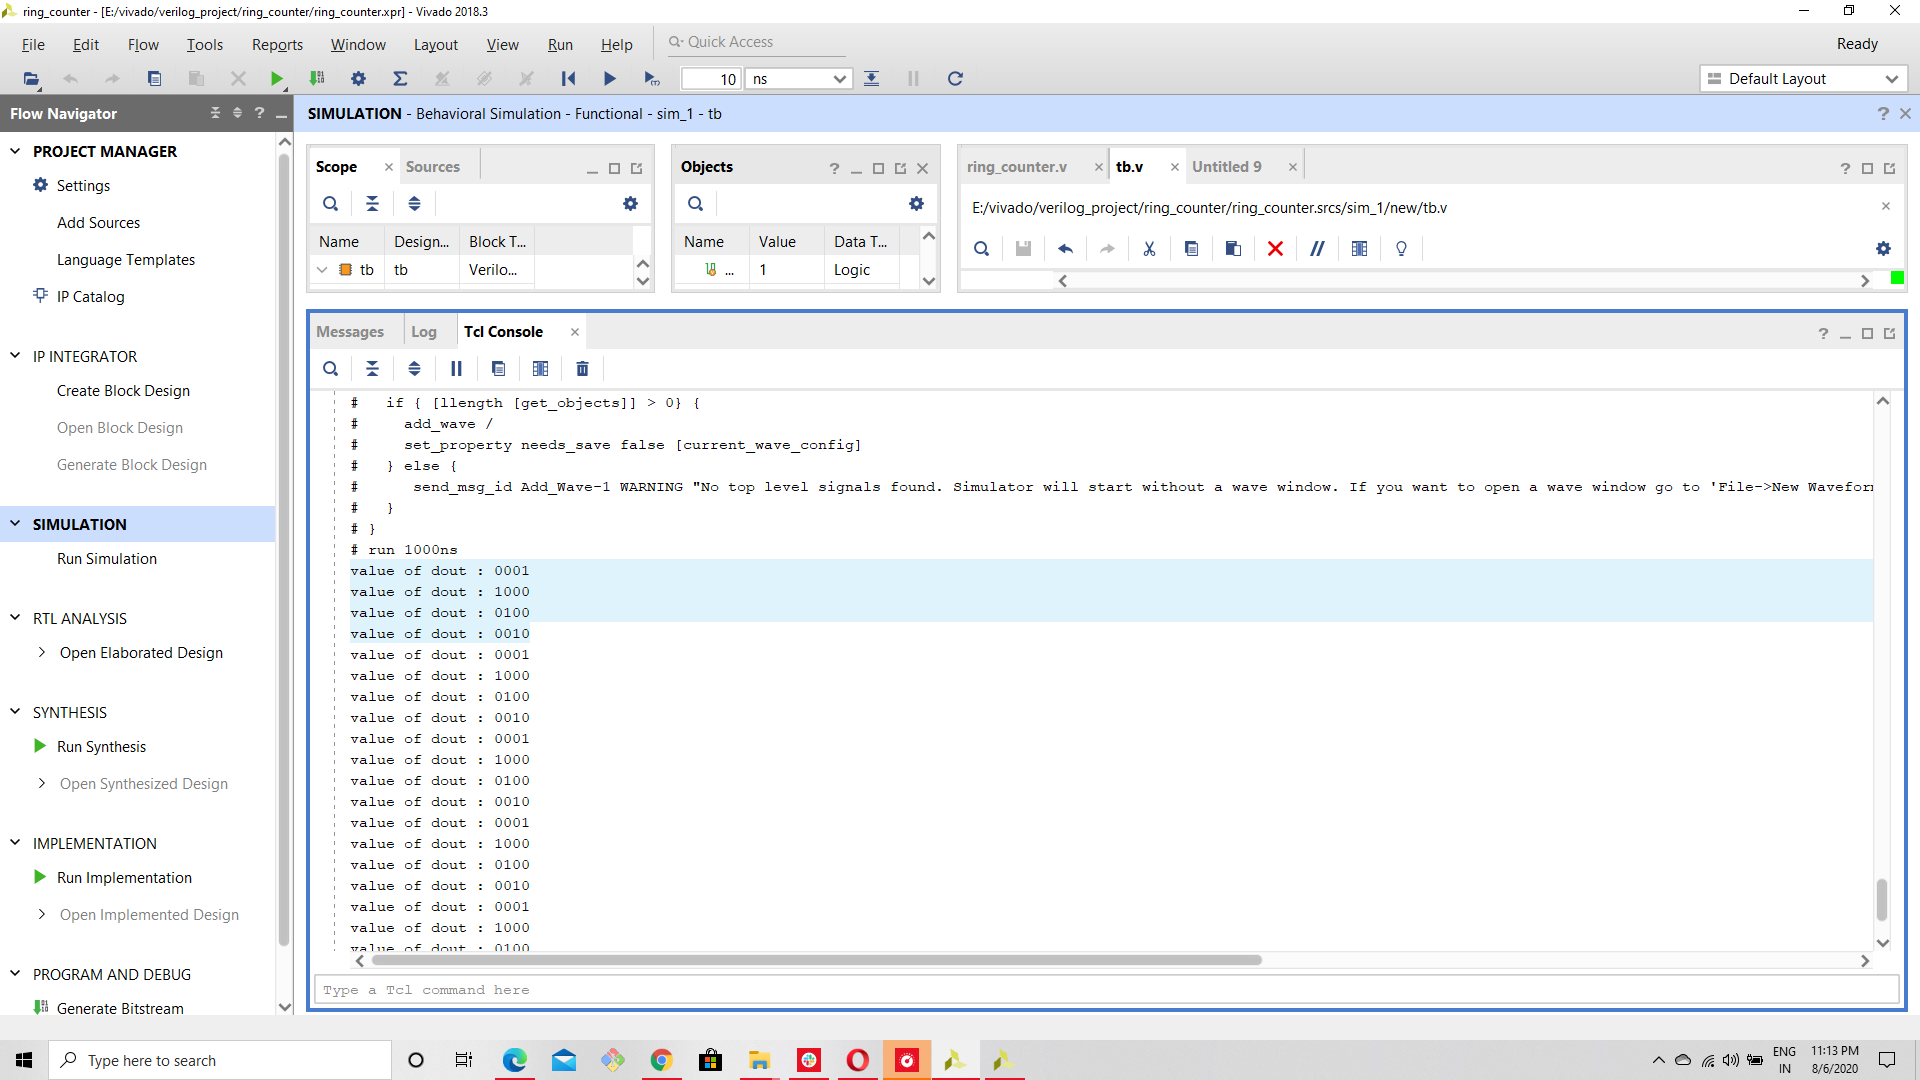 ring_counter - [E:/vivado/verilog_project/ring_counter/ring_counter.xpr] - Vivado 2018.3
File Edit Flow Tools Reports Window Layout View Run Help Quick Access Ready
10 ns Default Layout
Flow Navigator
SIMULATION - Behavioral Simulation - Functional - sim_1 - tb
PROJECT MANAGER
Settings
Add Sources
Language Templates
IP Catalog
IP INTEGRATOR
Create Block Design
Open Block Design
Generate Block Design
SIMULATION
Run Simulation
RTL ANALYSIS
Open Elaborated Design
SYNTHESIS
Run Synthesis
Open Synthesized Design
IMPLEMENTATION
Run Implementation
Open Implemented Design
PROGRAM AND DEBUG
Generate Bitstream
Scope Sources
Name Design... Block T...
tb tb Verilo...
Objects
Name Value Data T...
... 1 Logic
ring_counter.v tb.v Untitled 9
E:/vivado/verilog_project/ring_counter/ring_counter.srcs/sim_1/new/tb.v
Messages Log Tcl Console
# if { [llength [get_objects]] > 0} {
# add_wave /
# set_property needs_save false [current_wave_config]
# } else {
# send_msg_id Add_Wave-1 WARNING "No top level signals found. Simulator will start without a wave window. If you want to open a wave window go to 'File->New Wavefor
# }
# }
# run 1000ns
value of dout : 0001
value of dout : 1000
value of dout : 0100
value of dout : 0010
value of dout : 0001
value of dout : 1000
value of dout : 0100
value of dout : 0010
value of dout : 0001
value of dout : 1000
value of dout : 0100
value of dout : 0010
value of dout : 0001
value of dout : 1000
value of dout : 0100
value of dout : 0010
value of dout : 0001
value of dout : 1000
value of dout : 0100
Type a Tcl command here
Type here to search
ENG
IN
11:13 PM
8/6/2020